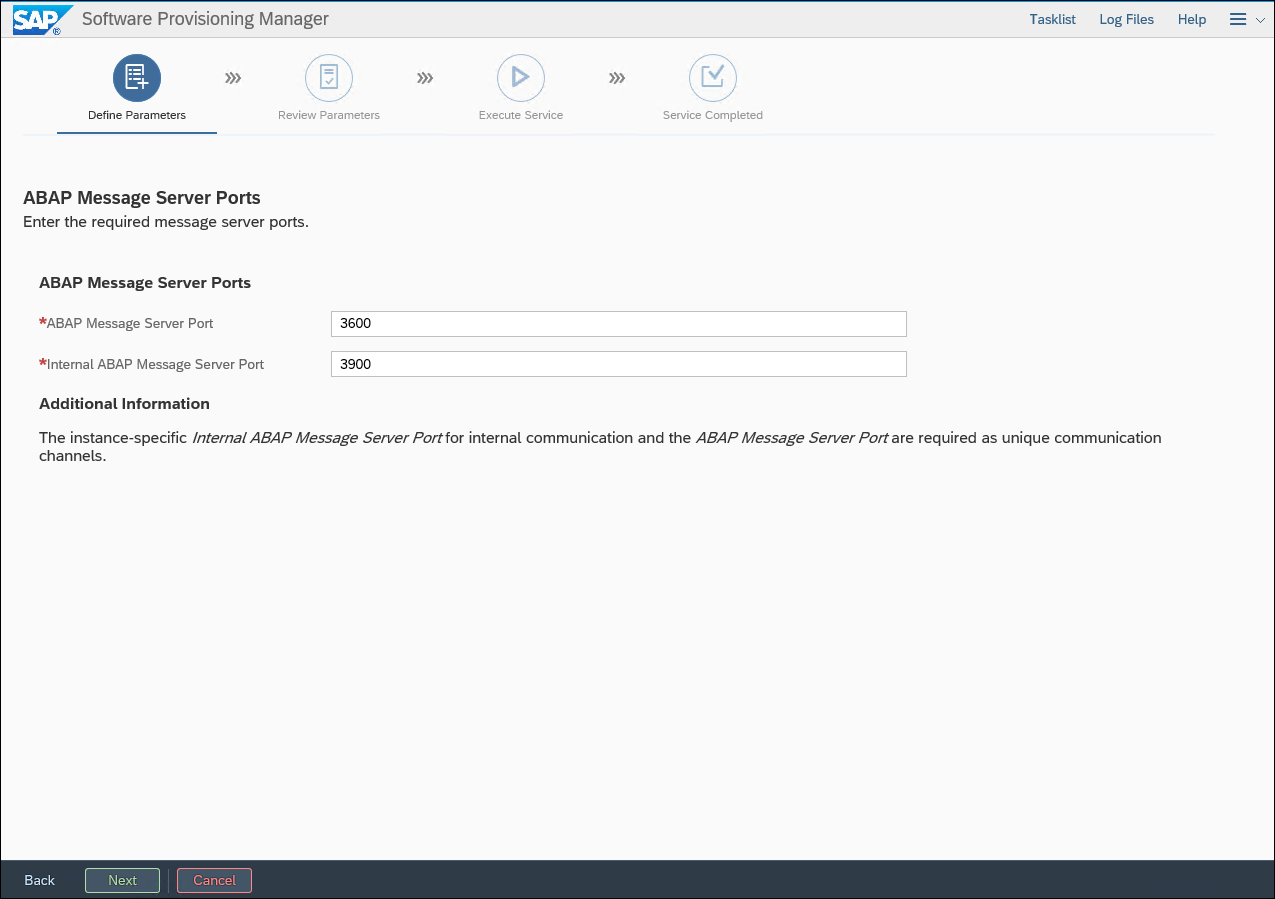 SAP® Software Provisioning Manager Tasklist Log Files Help
Define Parameters Review Parameters Execute Service Service Completed
ABAP Message Server Ports
Enter the required message server ports.
ABAP Message Server Ports
*ABAP Message Server Port 3600
*Internal ABAP Message Server Port 3900
Additional Information
The instance-specific Internal ABAP Message Server Port for internal communication and the ABAP Message Server Port are required as unique communication
channels.
Back Next Cancel